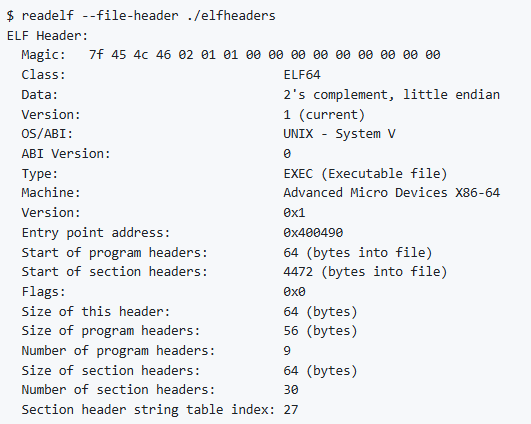 $ readelf --file-header ./elfheaders
ELF Header:
  Magic:   7f 45 4c 46 02 01 01 00 00 00 00 00 00 00 00 00
  Class:                             ELF64
  Data:                              2's complement, little endian
  Version:                           1 (current)
  OS/ABI:                            UNIX - System V
  ABI Version:                       0
  Type:                              EXEC (Executable file)
  Machine:                           Advanced Micro Devices X86-64
  Version:                           0x1
  Entry point address:               0x400490
  Start of program headers:          64 (bytes into file)
  Start of section headers:          4472 (bytes into file)
  Flags:                             0x0
  Size of this header:               64 (bytes)
  Size of program headers:           56 (bytes)
  Number of program headers:         9
  Size of section headers:           64 (bytes)
  Number of section headers:         30
  Section header string table index: 27